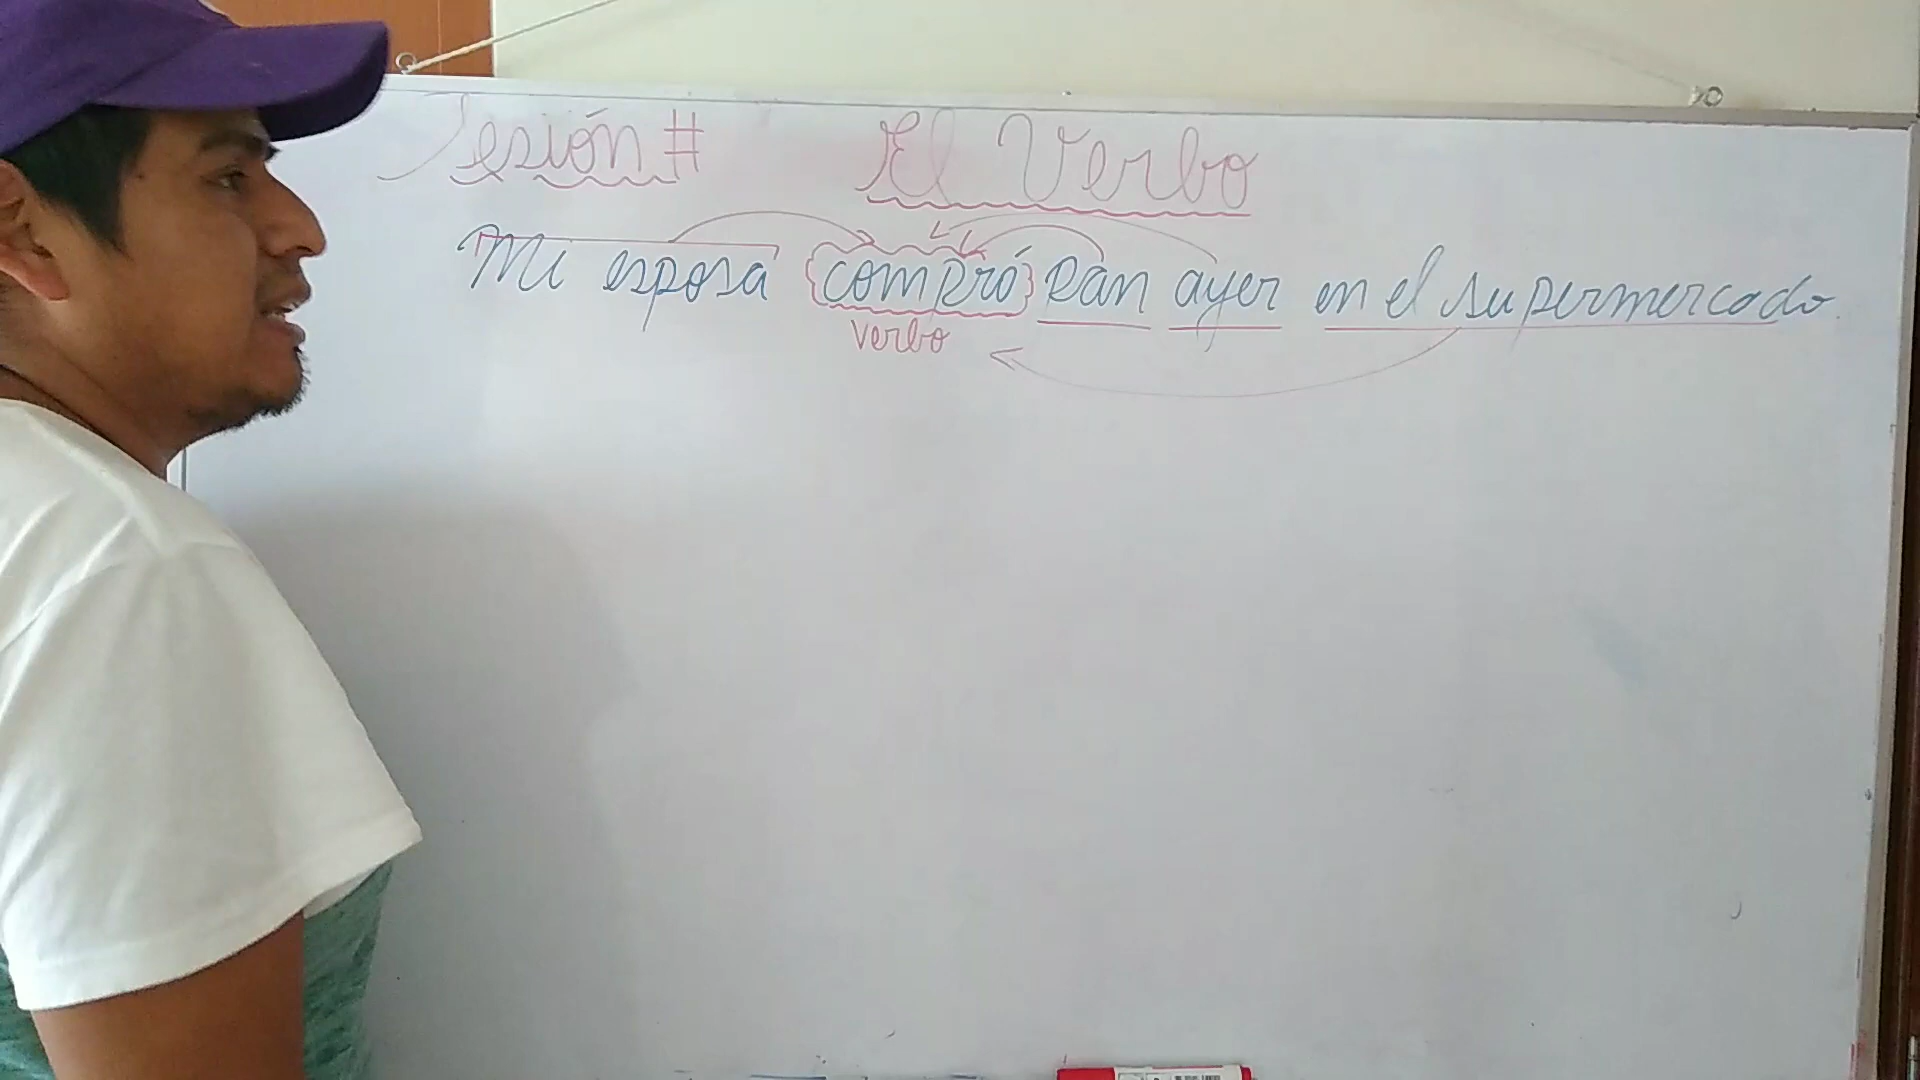 Sesión # El Verbo
Mi esposa {compró} pan ayer en el supermercado.
verbo